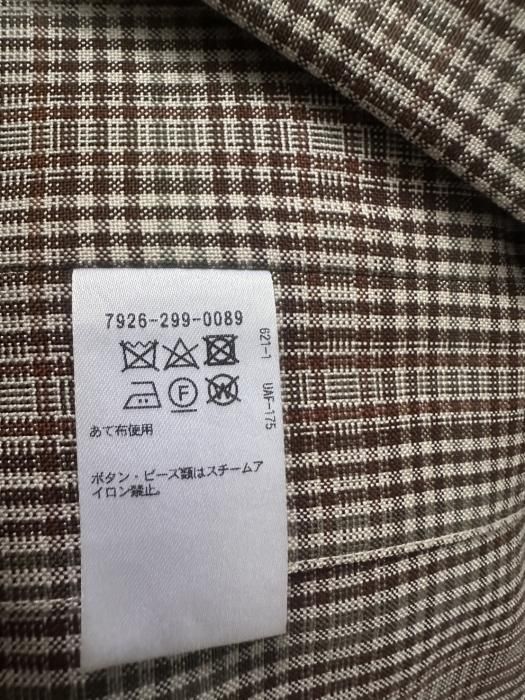 7926-299-0089
F
W
あて布使用
ボタン・ビーズ類はスチームア
イロン禁止。
621-1
UAF-175